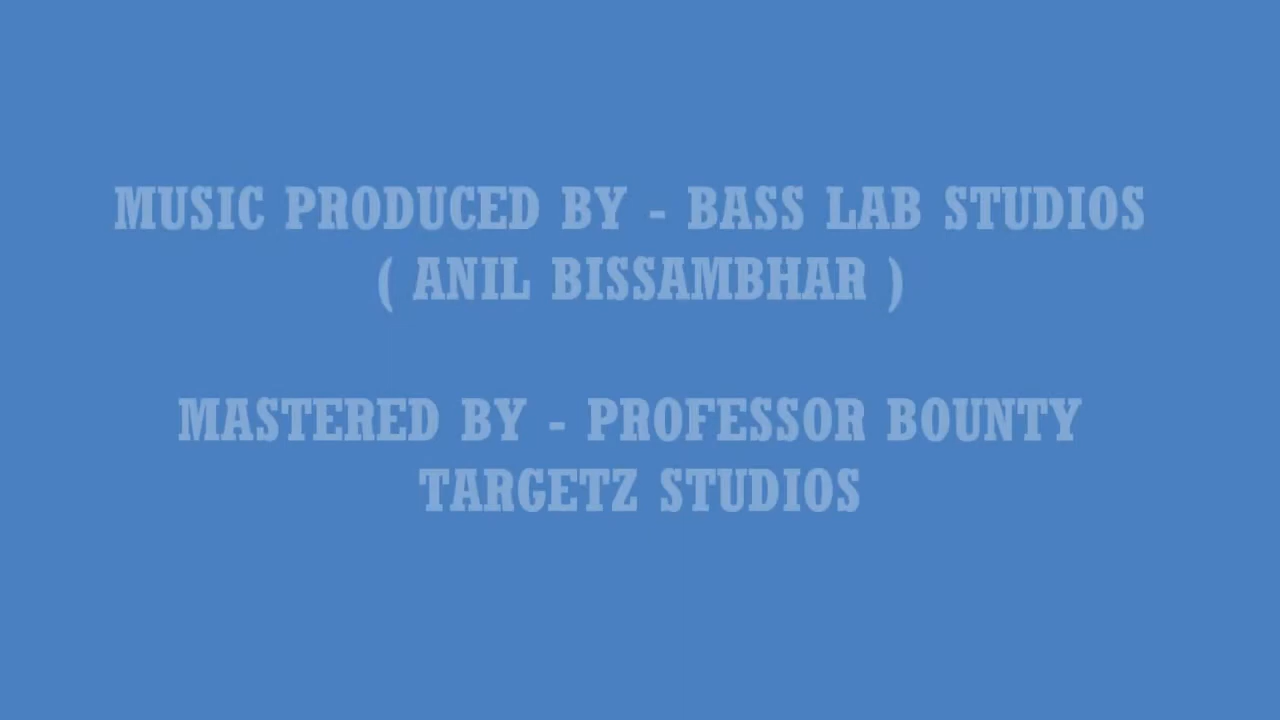 MUSIC PRODUCED BY - BASS LAB STUDIOS
( ANIL BISSAMBHAR )
MASTERED BY - PROFESSOR BOUNTY
TARGETZ STUDIOS